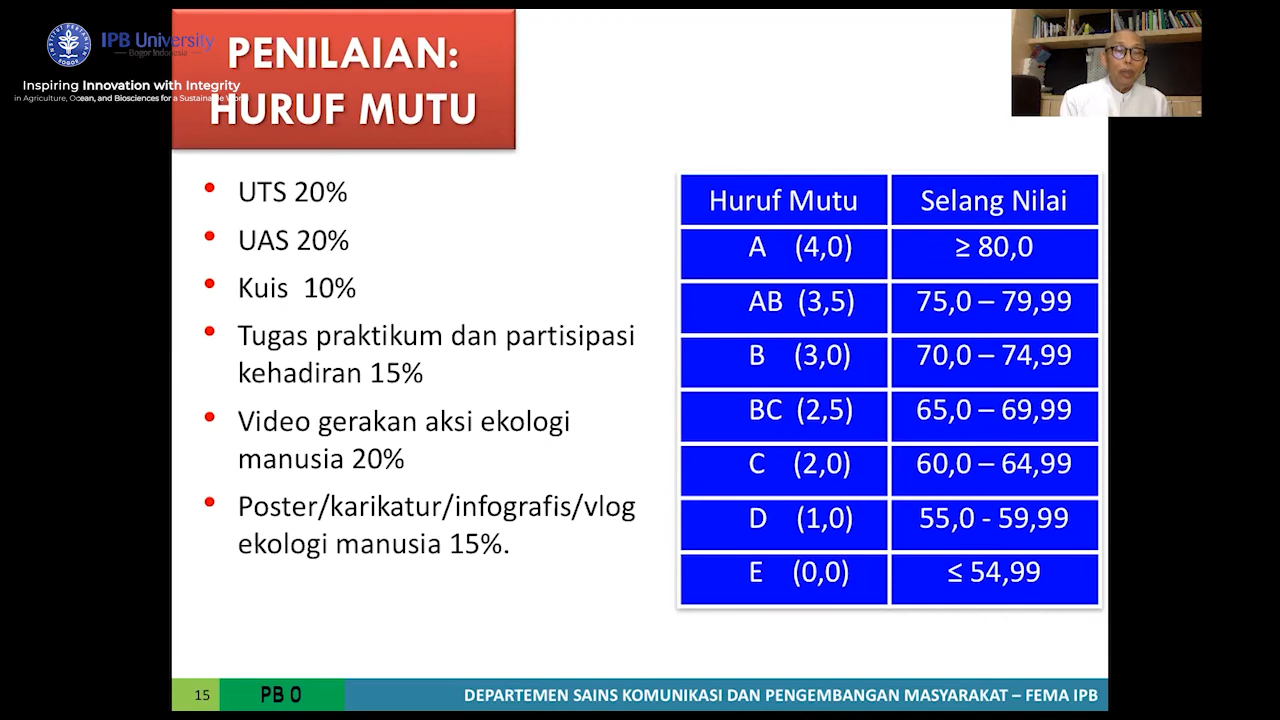 IPB University
Bogor Indonesia
Inspiring Innovation with Integrity
in Agriculture, Ocean, and Biosciences for a Sustainable World
PENILAIAN:
HURUF MUTU
• UTS 20%
• UAS 20%
• Kuis 10%
• Tugas praktikum dan partisipasi
kehadiran 15%
• Video gerakan aksi ekologi
manusia 20%
• Poster/karikatur/infografis/vlog
ekologi manusia 15%.
Huruf Mutu Selang Nilai
A (4,0) ≥ 80,0
AB (3,5) 75,0 – 79,99
B (3,0) 70,0 – 74,99
BC (2,5) 65,0 – 69,99
C (2,0) 60,0 – 64,99
D (1,0) 55,0 - 59,99
E (0,0) ≤ 54,99
15 PB 0 DEPARTEMEN SAINS KOMUNIKASI DAN PENGEMBANGAN MASYARAKAT – FEMA IPB